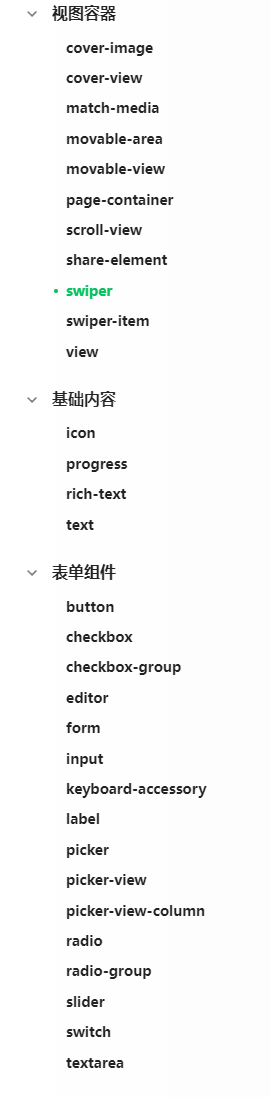 视图容器
cover-image
cover-view
match-media
movable-area
movable-view
page-container
scroll-view
share-element
swiper
swiper-item
view
基础内容
icon
progress
rich-text
text
表单组件
button
checkbox
checkbox-group
editor
form
input
keyboard-accessory
label
picker
picker-view
picker-view-column
radio
radio-group
slider
switch
textarea